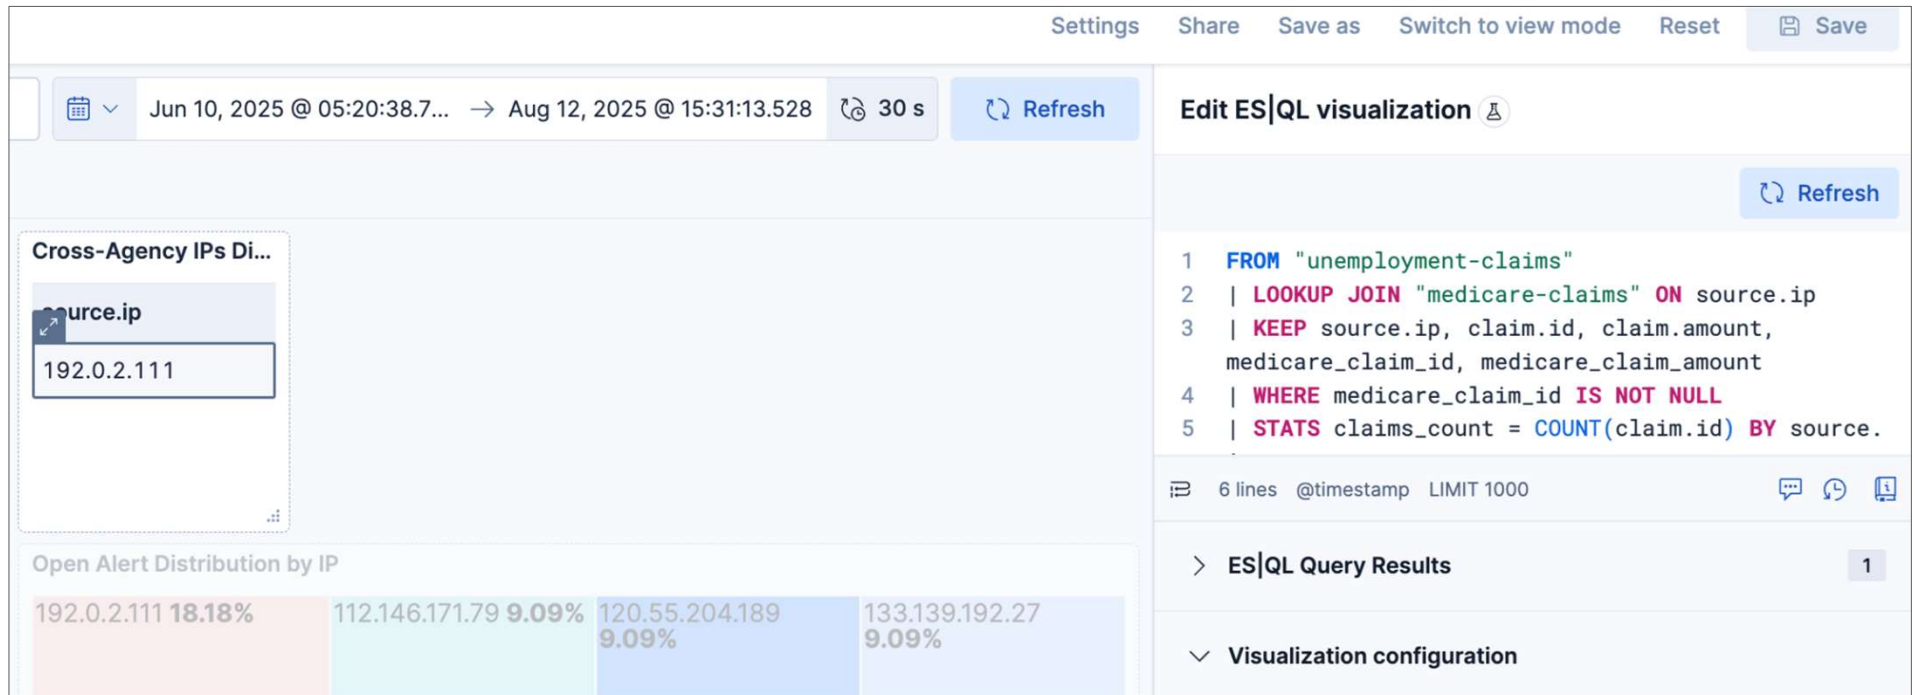 Settings Share Save as Switch to view mode Reset Save
Jun 10, 2025 @ 05:20:38.7... → Aug 12, 2025 @ 15:31:13.528 30 s Refresh
Edit ES|QL visualization
Refresh
Cross-Agency IPs Di...
source.ip
192.0.2.111
1 FROM "unemployment-claims"
2 | LOOKUP JOIN "medicare-claims" ON source.ip
3 | KEEP source.ip, claim.id, claim.amount,
medicare_claim_id, medicare_claim_amount
4 | WHERE medicare_claim_id IS NOT NULL
5 | STATS claims_count = COUNT(claim.id) BY source.
6 lines @timestamp LIMIT 1000
ES|QL Query Results 1
Visualization configuration
Open Alert Distribution by IP
192.0.2.111 18.18% 112.146.171.79 9.09% 120.55.204.189 133.139.192.27
9.09% 9.09%